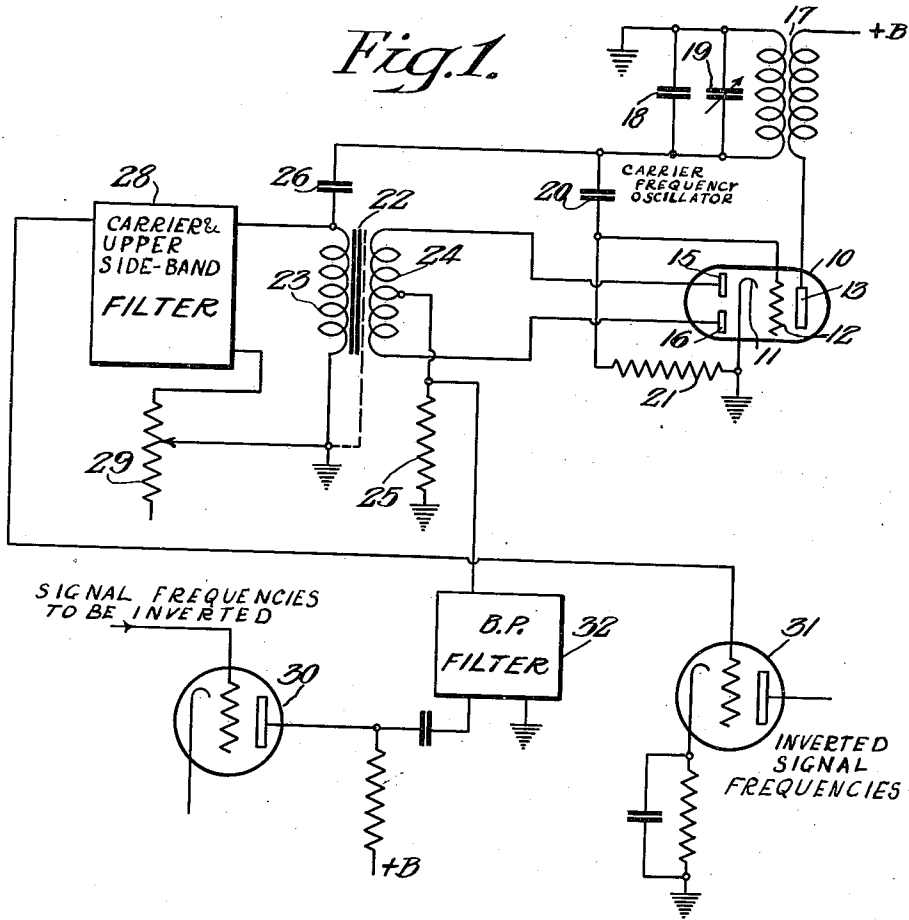 Fig.1.
17
+B
19
18
CARRIER
FREQUENCY
OSCILLATOR
28
26
22
20
CARRIER &
UPPER
SIDE-BAND
FILTER
23
24
15
10
13
16
11
12
21
29
25
SIGNAL FREQUENCIES
TO BE INVERTED
30
B.P.
FILTER
32
31
INVERTED
SIGNAL
FREQUENCIES
+B